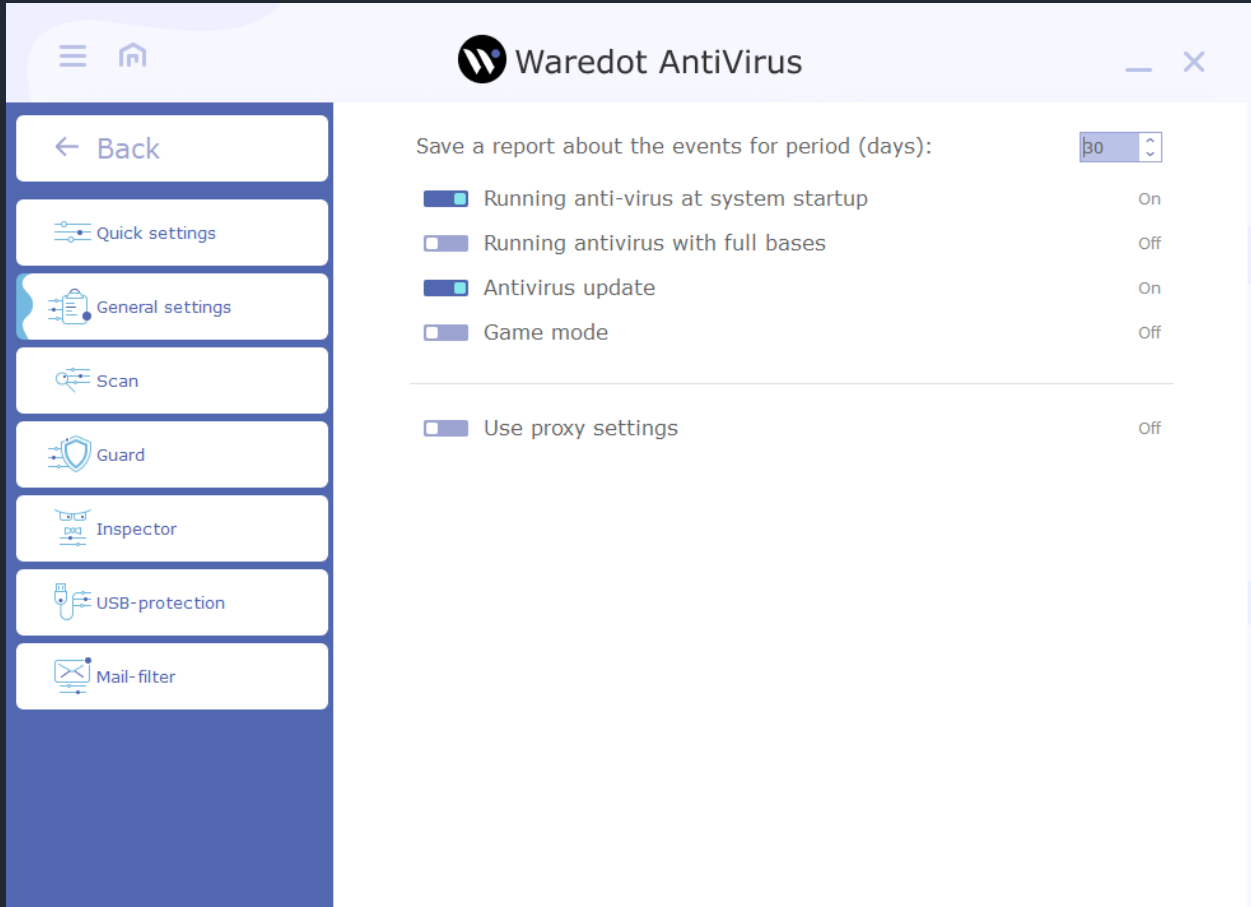 Waredot AntiVirus
Back
Quick settings
General settings
Scan
Guard
Inspector
USB-protection
Mail-filter
Save a report about the events for period (days): 30
Running anti-virus at system startup On
Running antivirus with full bases Off
Antivirus update On
Game mode Off
Use proxy settings Off